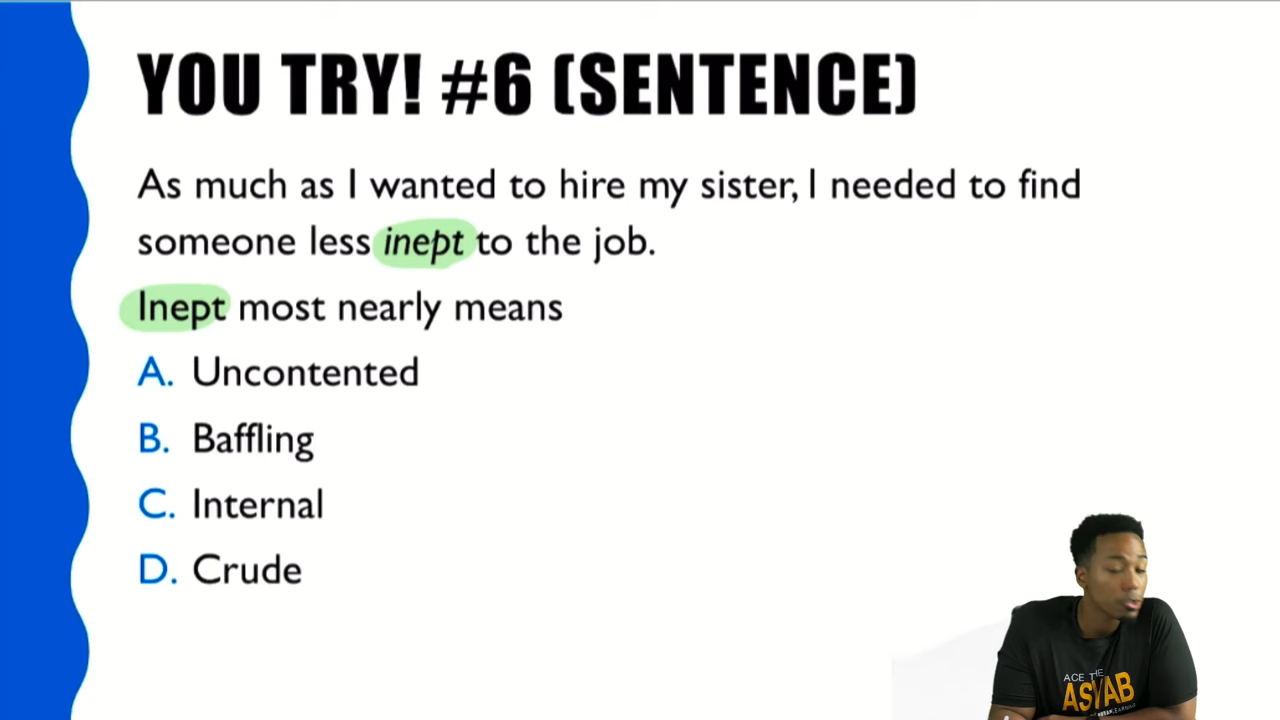 YOU TRY! #6 (SENTENCE)
As much as I wanted to hire my sister, I needed to find
someone less inept to the job.
Inept most nearly means
A. Uncontented
B. Baffling
C. Internal
D. Crude
ACE THE
ASVAB